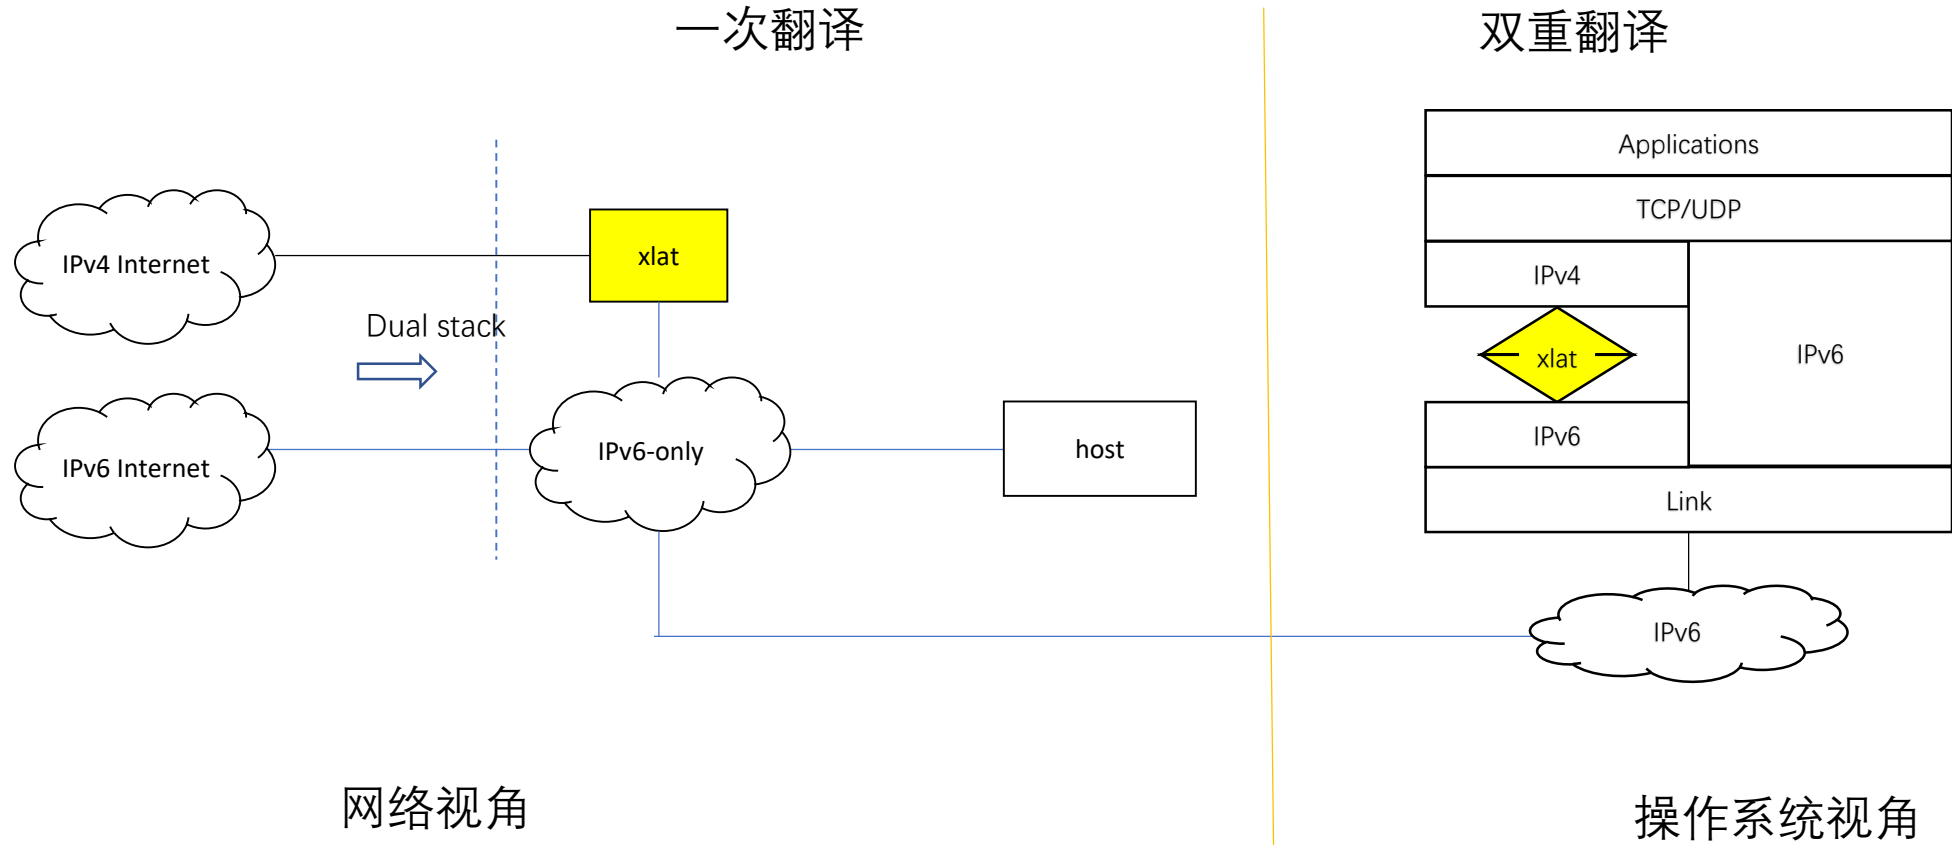 一次翻译
双重翻译
Applications
TCP/UDP
IPv4 Internet
xlat
IPv4
Dual stack
xlat
IPv6
IPv6 Internet
IPv6-only
host
IPv6
Link
IPv6
网络视角
操作系统视角